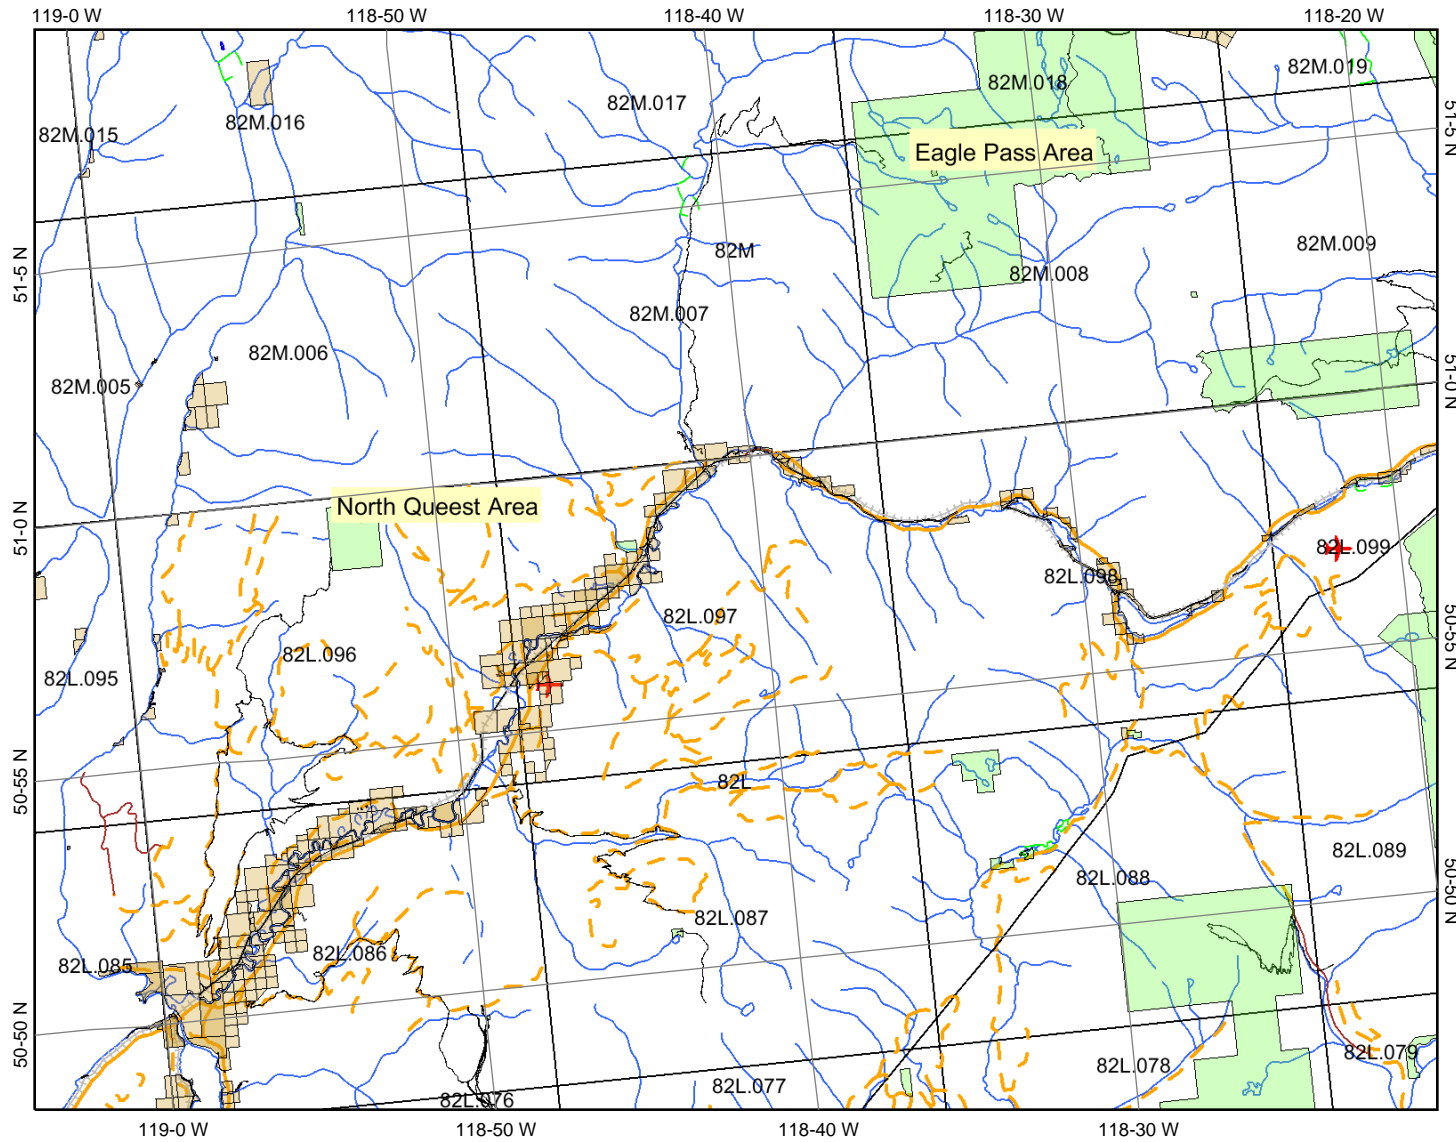 119-0 W
118-50 W
118-40 W
118-30 W
118-20 W
82M.019
82M.018
82M.017
82M.016
82M.015
51-5 N
Eagle Pass Area
82M.009
82M
82M.008
51-5 N
82M.007
82M.006
82M.005
51-0 N
North Queest Area
51-0 N
82L.099
82L.098
82L.097
50-55 N
82L.096
82L.095
50-55 N
82L
82L.089
82L.088
50-50 N
82L.087
82L.086
82L.085
50-50 N
82L.079
82L.078
82L.077
82L.076
119-0 W
118-50 W
118-40 W
118-30 W